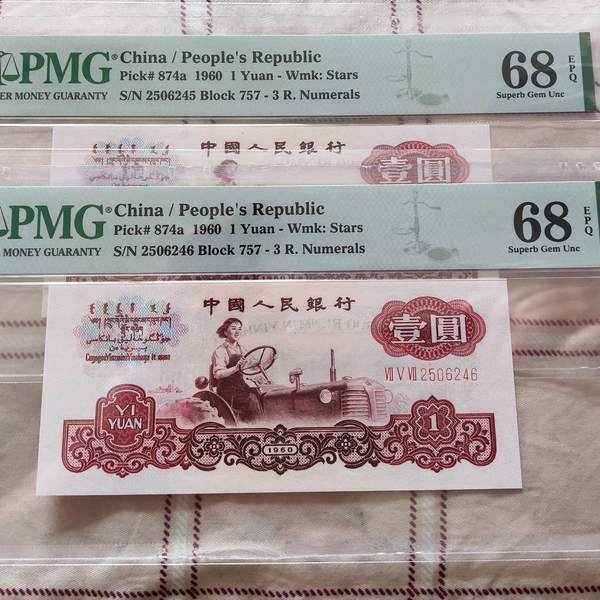 PMG® China / People's Republic
Pick# 874a 1960 1 Yuan - Wmk: Stars
ER MONEY GUARANTY S/N 2506245 Block 757 - 3 R. Numerals
68 EPQ
Superb Gem Unc
中國人民銀行
壹圓
PMG® China / People's Republic
Pick# 874a 1960 1 Yuan - Wmk: Stars
MONEY GUARANTY S/N 2506246 Block 757 - 3 R. Numerals
68 EPQ
Superb Gem Unc
中國人民銀行
壹圓
VII V VII 2506246
YI
YUAN
1960
1